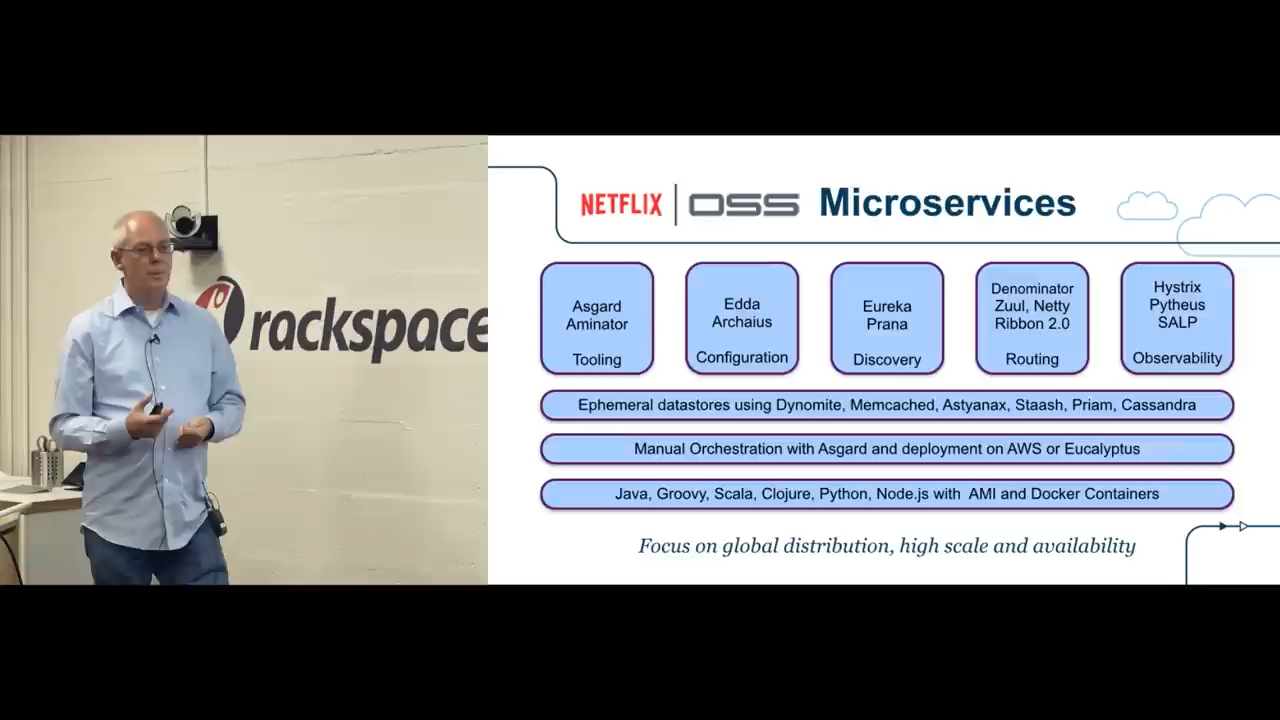 rackspace
NETFLIX OSS Microservices
Asgard
Aminator
Tooling
Edda
Archaius
Configuration
Eureka
Prana
Discovery
Denominator
Zuul, Netty
Ribbon 2.0
Routing
Hystrix
Pytheus
SALP
Observability
Ephemeral datastores using Dynomite, Memcached, Astyanax, Staash, Priam, Cassandra
Manual Orchestration with Asgard and deployment on AWS or Eucalyptus
Java, Groovy, Scala, Clojure, Python, Node.js with AMI and Docker Containers
Focus on global distribution, high scale and availability